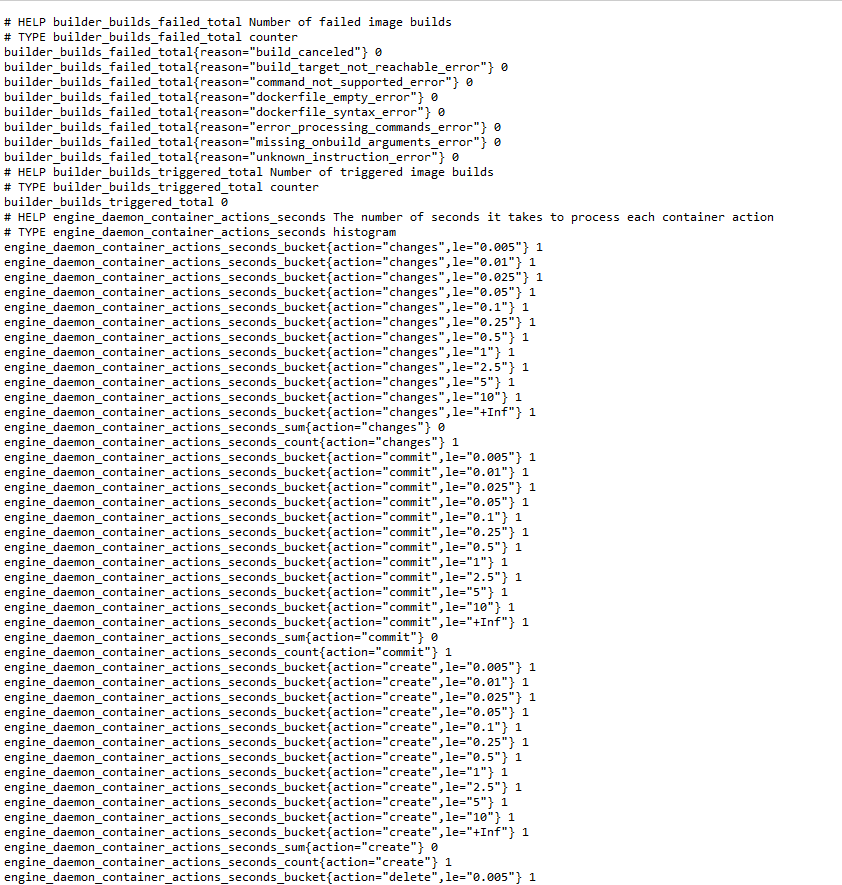 # HELP builder_builds_failed_total Number of failed image builds
# TYPE builder_builds_failed_total counter
builder_builds_failed_total{reason="build_canceled"} 0
builder_builds_failed_total{reason="build_target_not_reachable_error"} 0
builder_builds_failed_total{reason="command_not_supported_error"} 0
builder_builds_failed_total{reason="dockerfile_empty_error"} 0
builder_builds_failed_total{reason="dockerfile_syntax_error"} 0
builder_builds_failed_total{reason="error_processing_commands_error"} 0
builder_builds_failed_total{reason="missing_onbuild_arguments_error"} 0
builder_builds_failed_total{reason="unknown_instruction_error"} 0
# HELP builder_builds_triggered_total Number of triggered image builds
# TYPE builder_builds_triggered_total counter
builder_builds_triggered_total 0
# HELP engine_daemon_container_actions_seconds The number of seconds it takes to process each container action
# TYPE engine_daemon_container_actions_seconds histogram
engine_daemon_container_actions_seconds_bucket{action="changes",le="0.005"} 1
engine_daemon_container_actions_seconds_bucket{action="changes",le="0.01"} 1
engine_daemon_container_actions_seconds_bucket{action="changes",le="0.025"} 1
engine_daemon_container_actions_seconds_bucket{action="changes",le="0.05"} 1
engine_daemon_container_actions_seconds_bucket{action="changes",le="0.1"} 1
engine_daemon_container_actions_seconds_bucket{action="changes",le="0.25"} 1
engine_daemon_container_actions_seconds_bucket{action="changes",le="0.5"} 1
engine_daemon_container_actions_seconds_bucket{action="changes",le="1"} 1
engine_daemon_container_actions_seconds_bucket{action="changes",le="2.5"} 1
engine_daemon_container_actions_seconds_bucket{action="changes",le="5"} 1
engine_daemon_container_actions_seconds_bucket{action="changes",le="10"} 1
engine_daemon_container_actions_seconds_bucket{action="changes",le="+Inf"} 1
engine_daemon_container_actions_seconds_sum{action="changes"} 0
engine_daemon_container_actions_seconds_count{action="changes"} 1
engine_daemon_container_actions_seconds_bucket{action="commit",le="0.005"} 1
engine_daemon_container_actions_seconds_bucket{action="commit",le="0.01"} 1
engine_daemon_container_actions_seconds_bucket{action="commit",le="0.025"} 1
engine_daemon_container_actions_seconds_bucket{action="commit",le="0.05"} 1
engine_daemon_container_actions_seconds_bucket{action="commit",le="0.1"} 1
engine_daemon_container_actions_seconds_bucket{action="commit",le="0.25"} 1
engine_daemon_container_actions_seconds_bucket{action="commit",le="0.5"} 1
engine_daemon_container_actions_seconds_bucket{action="commit",le="1"} 1
engine_daemon_container_actions_seconds_bucket{action="commit",le="2.5"} 1
engine_daemon_container_actions_seconds_bucket{action="commit",le="5"} 1
engine_daemon_container_actions_seconds_bucket{action="commit",le="10"} 1
engine_daemon_container_actions_seconds_bucket{action="commit",le="+Inf"} 1
engine_daemon_container_actions_seconds_sum{action="commit"} 0
engine_daemon_container_actions_seconds_count{action="commit"} 1
engine_daemon_container_actions_seconds_bucket{action="create",le="0.005"} 1
engine_daemon_container_actions_seconds_bucket{action="create",le="0.01"} 1
engine_daemon_container_actions_seconds_bucket{action="create",le="0.025"} 1
engine_daemon_container_actions_seconds_bucket{action="create",le="0.05"} 1
engine_daemon_container_actions_seconds_bucket{action="create",le="0.1"} 1
engine_daemon_container_actions_seconds_bucket{action="create",le="0.25"} 1
engine_daemon_container_actions_seconds_bucket{action="create",le="0.5"} 1
engine_daemon_container_actions_seconds_bucket{action="create",le="1"} 1
engine_daemon_container_actions_seconds_bucket{action="create",le="2.5"} 1
engine_daemon_container_actions_seconds_bucket{action="create",le="5"} 1
engine_daemon_container_actions_seconds_bucket{action="create",le="10"} 1
engine_daemon_container_actions_seconds_bucket{action="create",le="+Inf"} 1
engine_daemon_container_actions_seconds_sum{action="create"} 0
engine_daemon_container_actions_seconds_count{action="create"} 1
engine_daemon_container_actions_seconds_bucket{action="delete",le="0.005"} 1